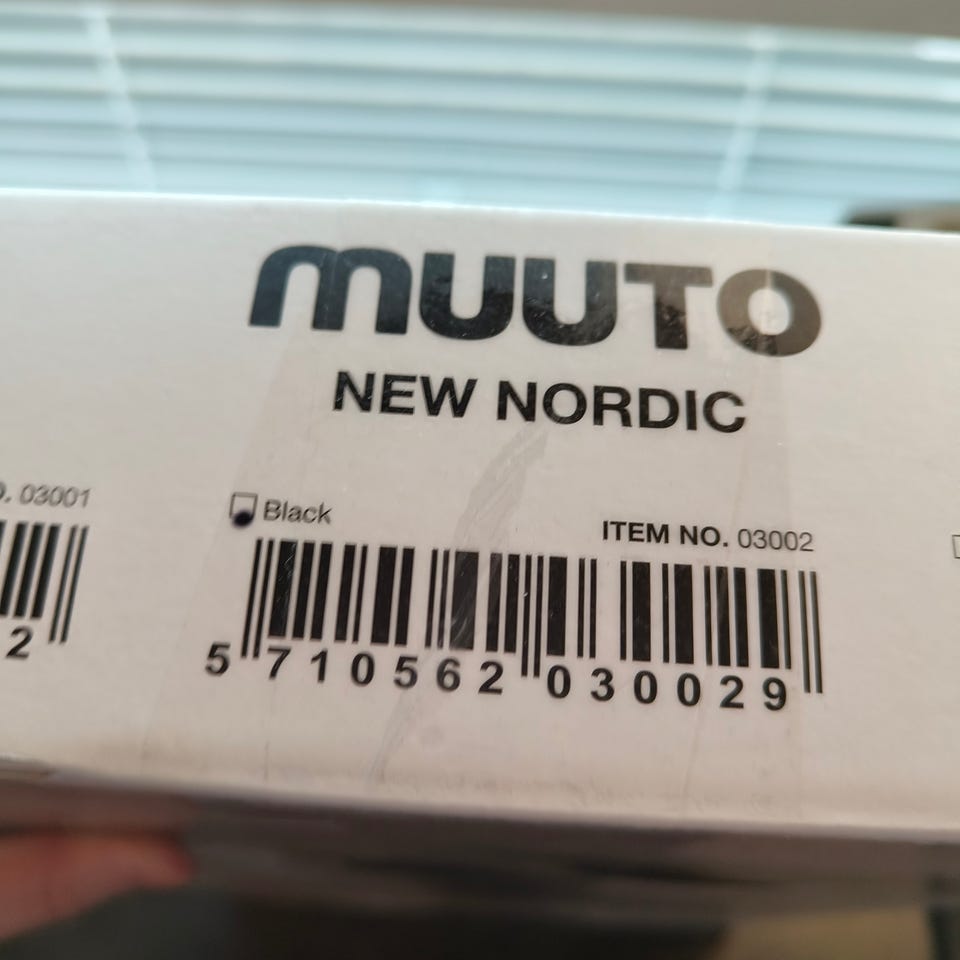 muuto
NEW NORDIC
O. 03001
Black
ITEM NO. 03002
2
5 710562 030029